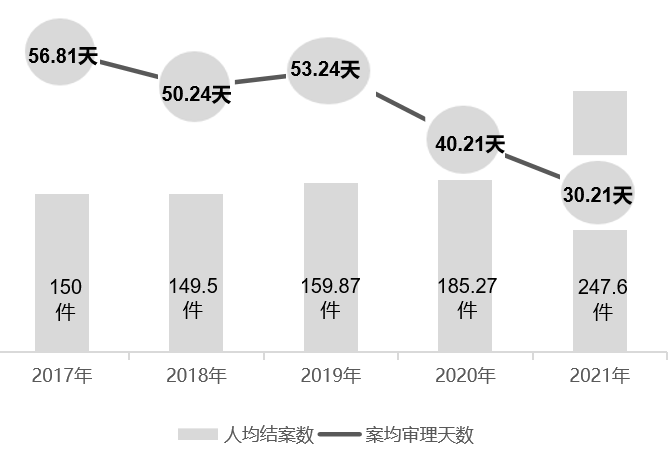 56.81天
50.24天
53.24天
40.21天
30.21天
150
件
149.5
件
159.87
件
185.27
件
247.6
件
2017年
2018年
2019年
2020年
2021年
人均结案数
案均审理天数